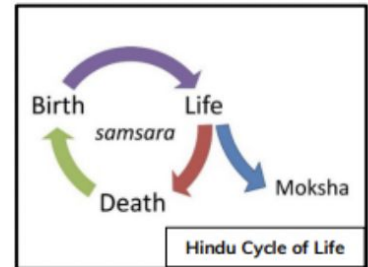 Birth
Life
samsara
Death
Moksha
Hindu Cycle of Life